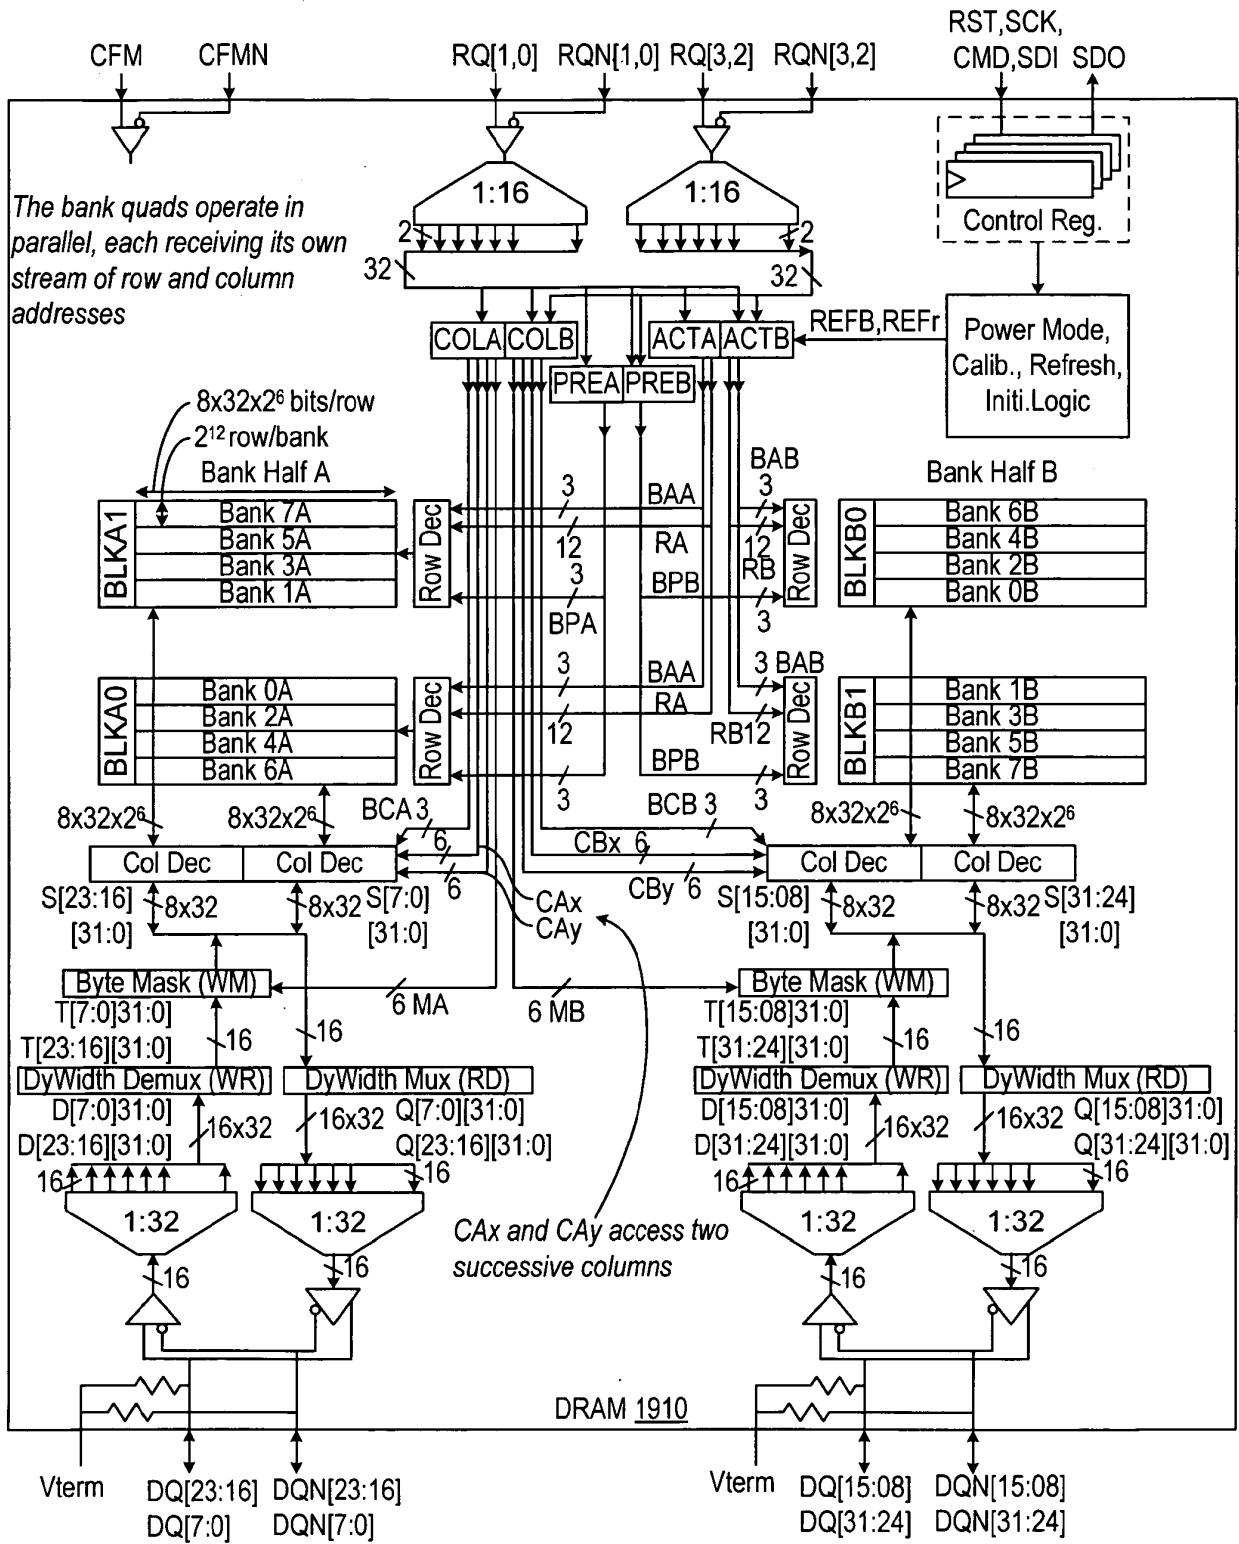 RST,SCK,
CFM CFMN RQ[1,0] RQN[1,0] RQ[3,2] RQN[3,2] CMD,SDI SDO
The bank quads operate in
parallel, each receiving its own
stream of row and column
addresses
1:16 1:16
Control Reg.
2 2
32 32
COLA COLB ACTA ACTB
REFB,REFr
PREA PREB
Power Mode,
Calib., Refresh,
Initi.Logic
8x32x2⁶ bits/row
2¹² row/bank
Bank Half A
Bank Half B
BLKA1
Bank 7A
Bank 5A
Bank 3A
Bank 1A
Row Dec
3 BAA BAB 3
12 RA 12 RB
3 BPB
BPA 3
Row Dec
BLKB0
Bank 6B
Bank 4B
Bank 2B
Bank 0B
BLKA0
Bank 0A
Bank 2A
Bank 4A
Bank 6A
Row Dec
3 BAA 3 BAB
RA
12 RB12
BPB
3 3
Row Dec
BLKB1
Bank 1B
Bank 3B
Bank 5B
Bank 7B
8x32x2⁶ 8x32x2⁶ BCA 3 BCB 3 8x32x2⁶ 8x32x2⁶
6 CBx 6
Col Dec Col Dec
6 CBy 6
Col Dec Col Dec
S[23:16] 8x32 8x32 S[7:0]
[31:0] [31:0]
CAx
CAy
S[15:08] 8x32 8x32 S[31:24]
[31:0] [31:0]
Byte Mask (WM) 6 MA 6 MB Byte Mask (WM)
T[7:0]31:0]
T[23:16][31:0] 16 16
DyWidth Demux (WR) DyWidth Mux (RD)
D[7:0]31:0] Q[7:0][31:0]
D[23:16][31:0] 16x32 16x32 Q[23:16][31:0]
16 16
1:32 1:32
16 16
T[15:08]31:0]
T[31:24][31:0] 16 16
DyWidth Demux (WR) DyWidth Mux (RD)
D[15:08]31:0] Q[15:08]31:0]
D[31:24][31:0] 16x32 16x32 Q[31:24][31:0]
16 16
1:32 1:32
16 16
CAx and CAy access two
successive columns
DRAM 1910
Vterm DQ[23:16] DQN[23:16]
DQ[7:0] DQN[7:0]
Vterm DQ[15:08] DQN[15:08]
DQ[31:24] DQN[31:24]